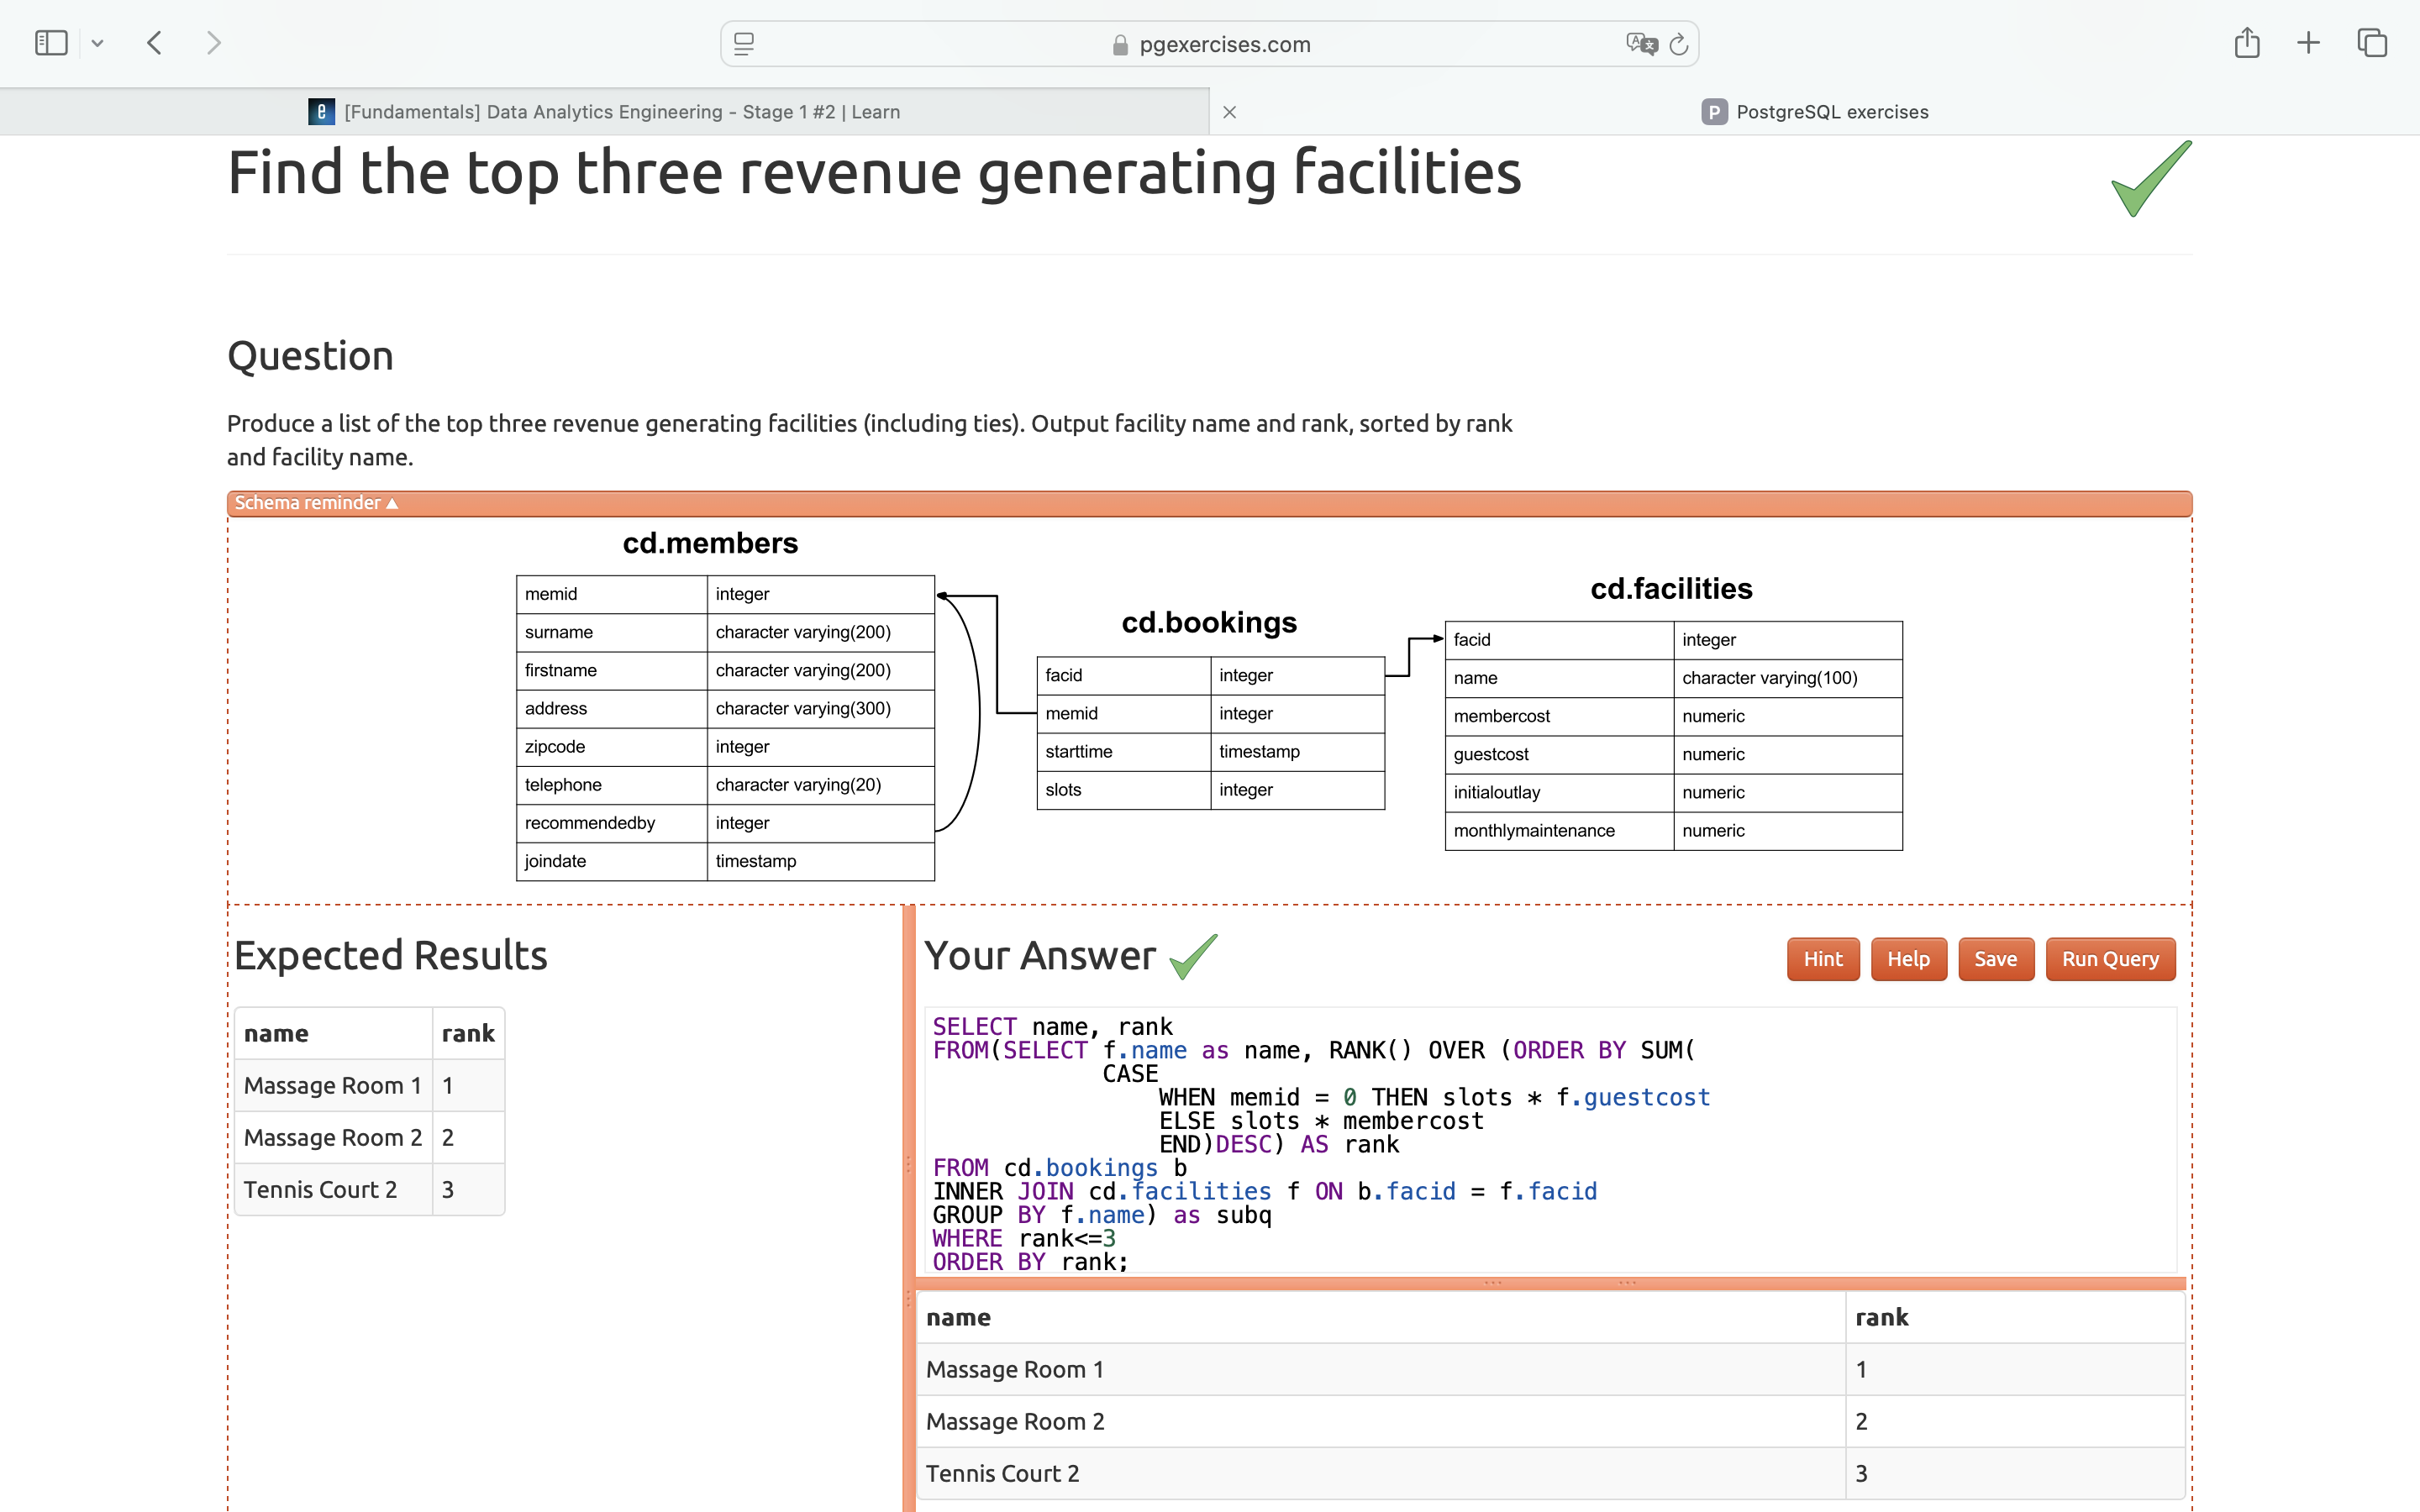 pgexercises.com
[Fundamentals] Data Analytics Engineering - Stage 1 #2 | Learn
P PostgreSQL exercises
Find the top three revenue generating facilities
Question
Produce a list of the top three revenue generating facilities (including ties). Output facility name and rank, sorted by rank
and facility name.
Schema reminder ▲
cd.members
memid integer
surname character varying(200)
firstname character varying(200)
address character varying(300)
zipcode integer
telephone character varying(20)
recommendedby integer
joindate timestamp
cd.bookings
facid integer
memid integer
starttime timestamp
slots integer
cd.facilities
facid integer
name character varying(100)
membercost numeric
guestcost numeric
initialoutlay numeric
monthlymaintenance numeric
Expected Results
name rank
Massage Room 1 1
Massage Room 2 2
Tennis Court 2 3
Your Answer
Hint Help Save Run Query
SELECT name, rank
FROM(SELECT f.name as name, RANK() OVER (ORDER BY SUM(
CASE
WHEN memid = 0 THEN slots * f.guestcost
ELSE slots * membercost
END)DESC) AS rank
FROM cd.bookings b
INNER JOIN cd.facilities f ON b.facid = f.facid
GROUP BY f.name) as subq
WHERE rank<=3
ORDER BY rank;
name rank
Massage Room 1 1
Massage Room 2 2
Tennis Court 2 3